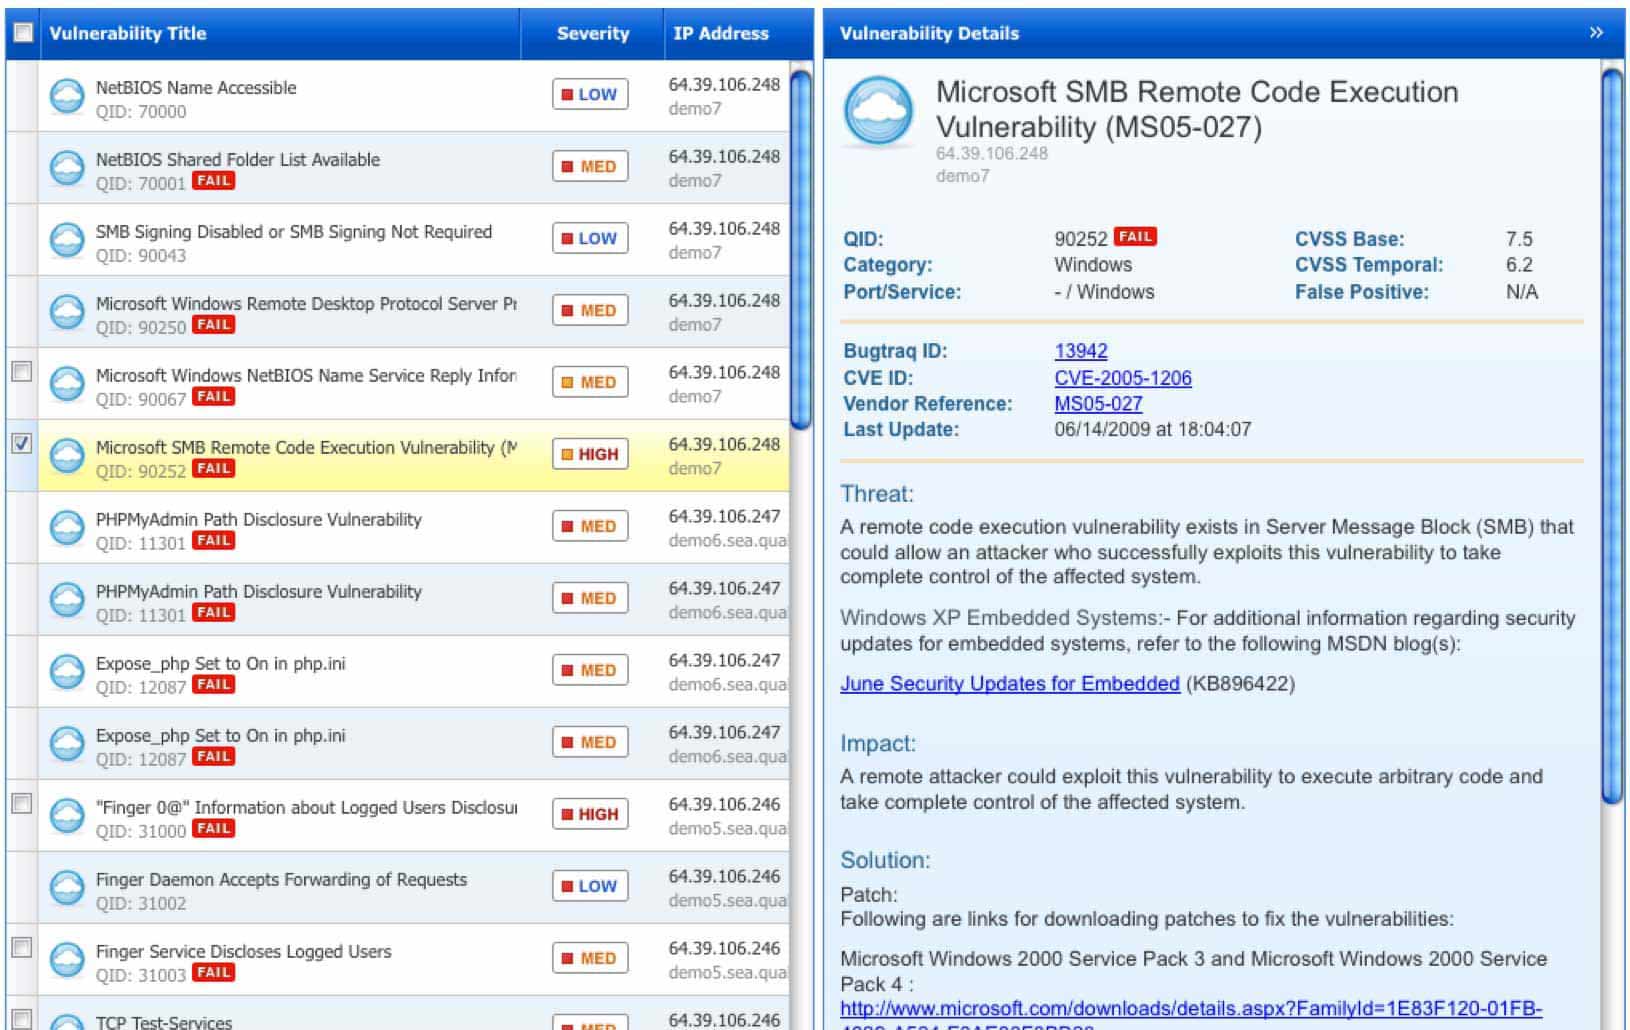 Vulnerability Title Severity IP Address
NetBIOS Name Accessible LOW 64.39.106.248
QID: 70000 demo7
NetBIOS Shared Folder List Available MED 64.39.106.248
QID: 70001 FAIL demo7
SMB Signing Disabled or SMB Signing Not Required LOW 64.39.106.248
QID: 90043 demo7
Microsoft Windows Remote Desktop Protocol Server Pr MED 64.39.106.248
QID: 90250 FAIL demo7
Microsoft Windows NetBIOS Name Service Reply Infor MED 64.39.106.248
QID: 90067 FAIL demo7
Microsoft SMB Remote Code Execution Vulnerability (M HIGH 64.39.106.248
QID: 90252 FAIL demo7
PHPMyAdmin Path Disclosure Vulnerability MED 64.39.106.247
QID: 11301 FAIL demo6.sea.qua
PHPMyAdmin Path Disclosure Vulnerability MED 64.39.106.247
QID: 11301 FAIL demo6.sea.qua
Expose_php Set to On in php.ini MED 64.39.106.247
QID: 12087 FAIL demo6.sea.qua
Expose_php Set to On in php.ini MED 64.39.106.247
QID: 12087 FAIL demo6.sea.qua
"Finger 0@" Information about Logged Users Disclosu HIGH 64.39.106.246
QID: 31000 FAIL demo5.sea.qua
Finger Daemon Accepts Forwarding of Requests LOW 64.39.106.246
QID: 31002 demo5.sea.qua
Finger Service Discloses Logged Users MED 64.39.106.246
QID: 31003 FAIL demo5.sea.qua
TCP Test-Services MED 64.39.106.246
Vulnerability Details »
Microsoft SMB Remote Code Execution
Vulnerability (MS05-027)
64.39.106.248
demo7
QID: 90252 FAIL CVSS Base: 7.5
Category: Windows CVSS Temporal: 6.2
Port/Service: - / Windows False Positive: N/A
Bugtraq ID: 13942
CVE ID: CVE-2005-1206
Vendor Reference: MS05-027
Last Update: 06/14/2009 at 18:04:07
Threat:
A remote code execution vulnerability exists in Server Message Block (SMB) that
could allow an attacker who successfully exploits this vulnerability to take
complete control of the affected system.
Windows XP Embedded Systems:- For additional information regarding security
updates for embedded systems, refer to the following MSDN blog(s):
June Security Updates for Embedded (KB896422)
Impact:
A remote attacker could exploit this vulnerability to execute arbitrary code and
take complete control of the affected system.
Solution:
Patch:
Following are links for downloading patches to fix the vulnerabilities:
Microsoft Windows 2000 Service Pack 3 and Microsoft Windows 2000 Service
Pack 4 :
http://www.microsoft.com/downloads/details.aspx?FamilyId=1E83F120-01FB-